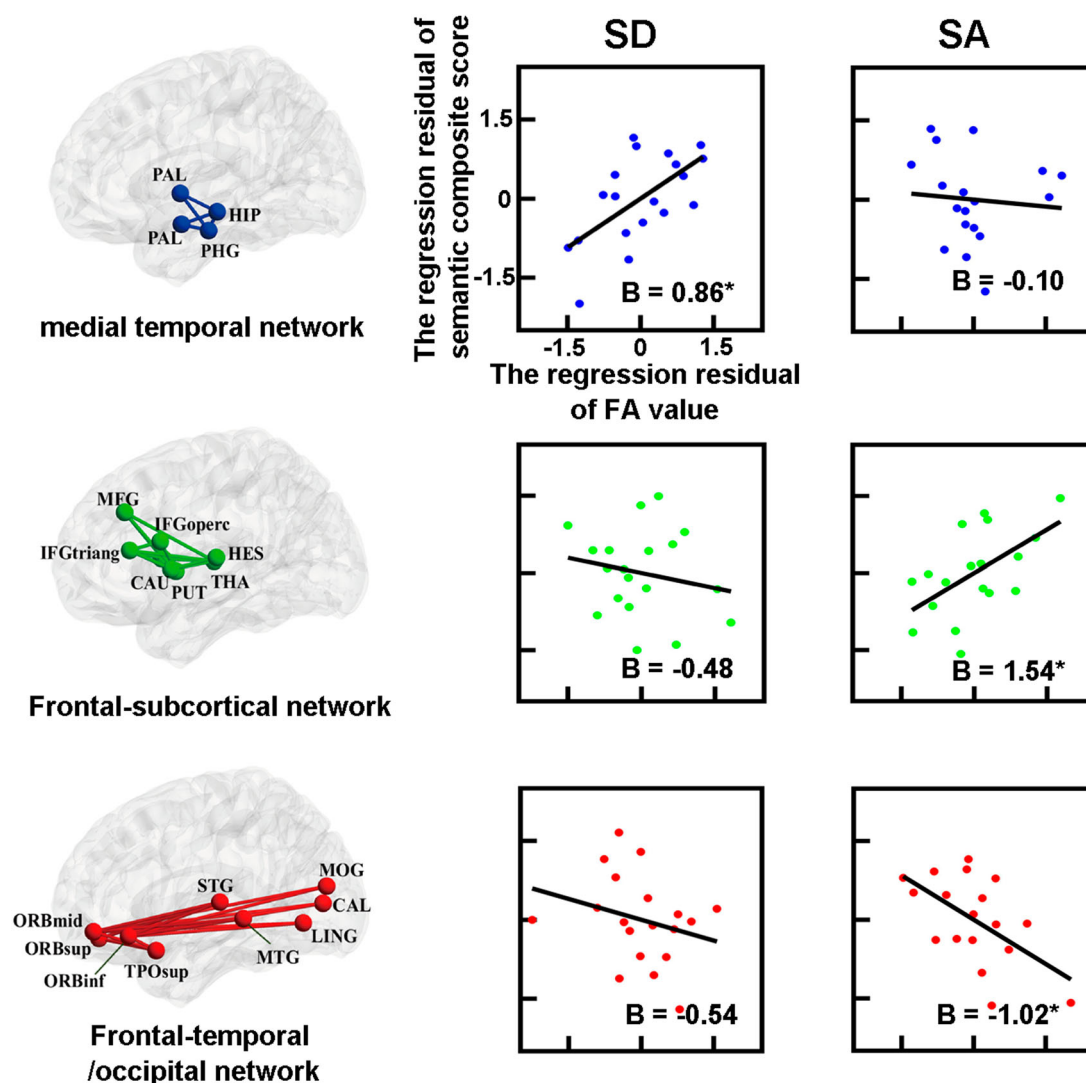 SD
SA
PAL
HIP
PAL
PHG
medial temporal network
The regression residual of
semantic composite score
1.5
0
-1.5
B = 0.86*
-1.5
0
1.5
The regression residual
of FA value
B = -0.10
MFG
IFGoperc
IFGtriang
HES
CAU
THA
PUT
Frontal-subcortical network
B = -0.48
B = 1.54*
MOG
STG
CAL
ORBmid
LING
ORBsup
MTG
TPOsup
ORBinf
Frontal-temporal
/occipital network
B = -0.54
B = -1.02*